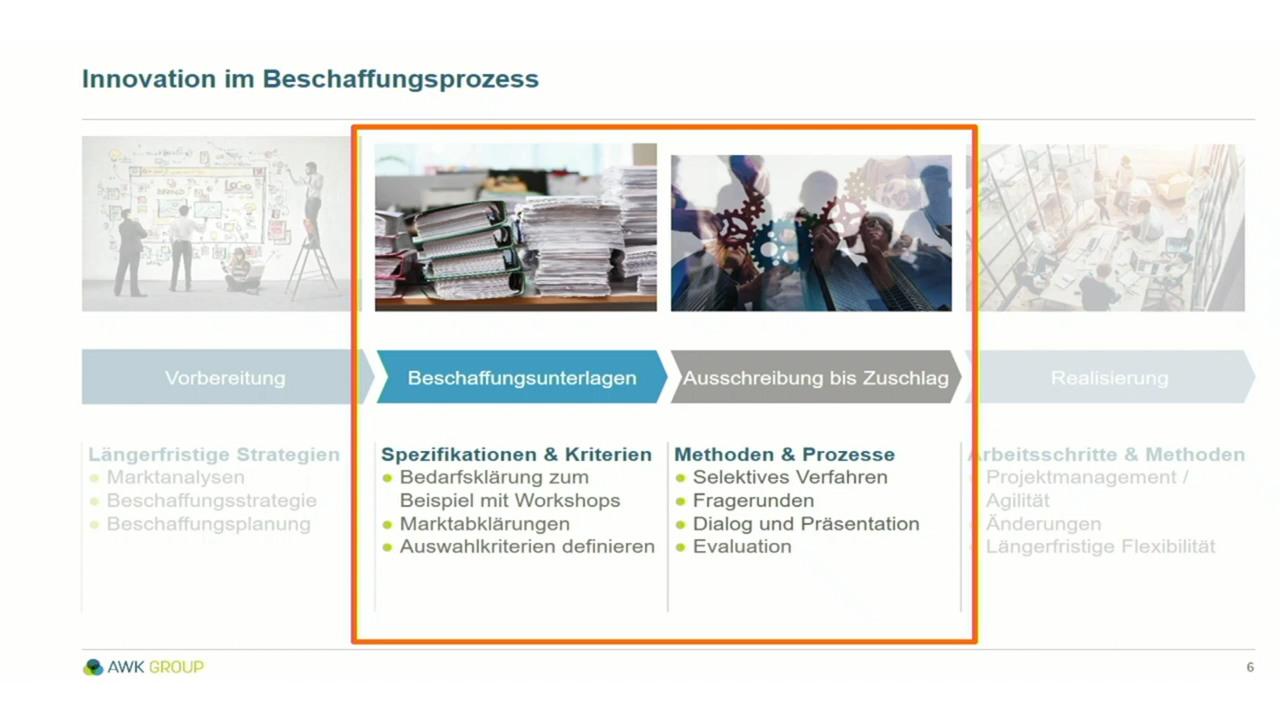 Innovation im Beschaffungsprozess
Vorbereitung
Beschaffungsunterlagen
Ausschreibung bis Zuschlag
Realisierung
Längerfristige Strategien
Marktanalysen
Beschaffungsstrategie
Beschaffungsplanung
Spezifikationen & Kriterien
Bedarfsklärung zum
Beispiel mit Workshops
Marktabklärungen
Auswahlkriterien definieren
Methoden & Prozesse
Selektives Verfahren
Fragerunden
Dialog und Präsentation
Evaluation
Arbeitsschritte & Methoden
Projektmanagement /
Agilität
Änderungen
Längerfristige Flexibilität
AWK GROUP
6